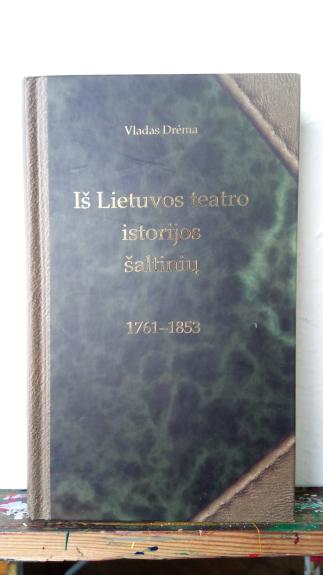 Vladas Drėma
Iš Lietuvos teatro
istorijos
šaltinių
1761–1853